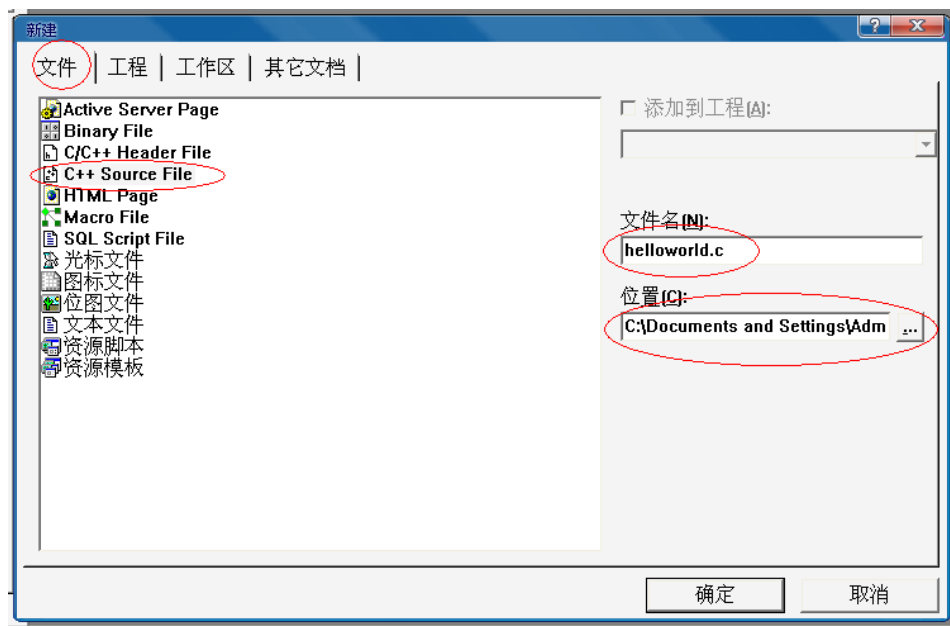 新建
文件 工程 工作区 其它文档
Active Server Page
Binary File
C/C++ Header File
C++ Source File
HTML Page
Macro File
SQL Script File
光标文件
图标文件
位图文件
文本文件
资源脚本
资源模板
添加到工程(A):
文件名(N):
helloworld.c
位置(C):
C:\Documents and Settings\Adm ...
确定 取消